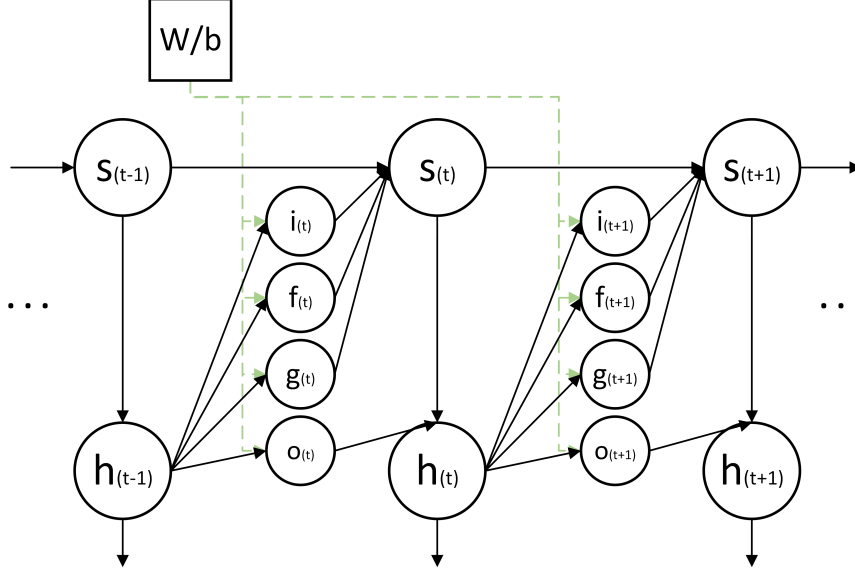 W/b
s(t-1)
s(t)
s(t+1)
i(t)
i(t+1)
...
f(t)
f(t+1)
..
g(t)
g(t+1)
o(t)
o(t+1)
h(t-1)
h(t)
h(t+1)